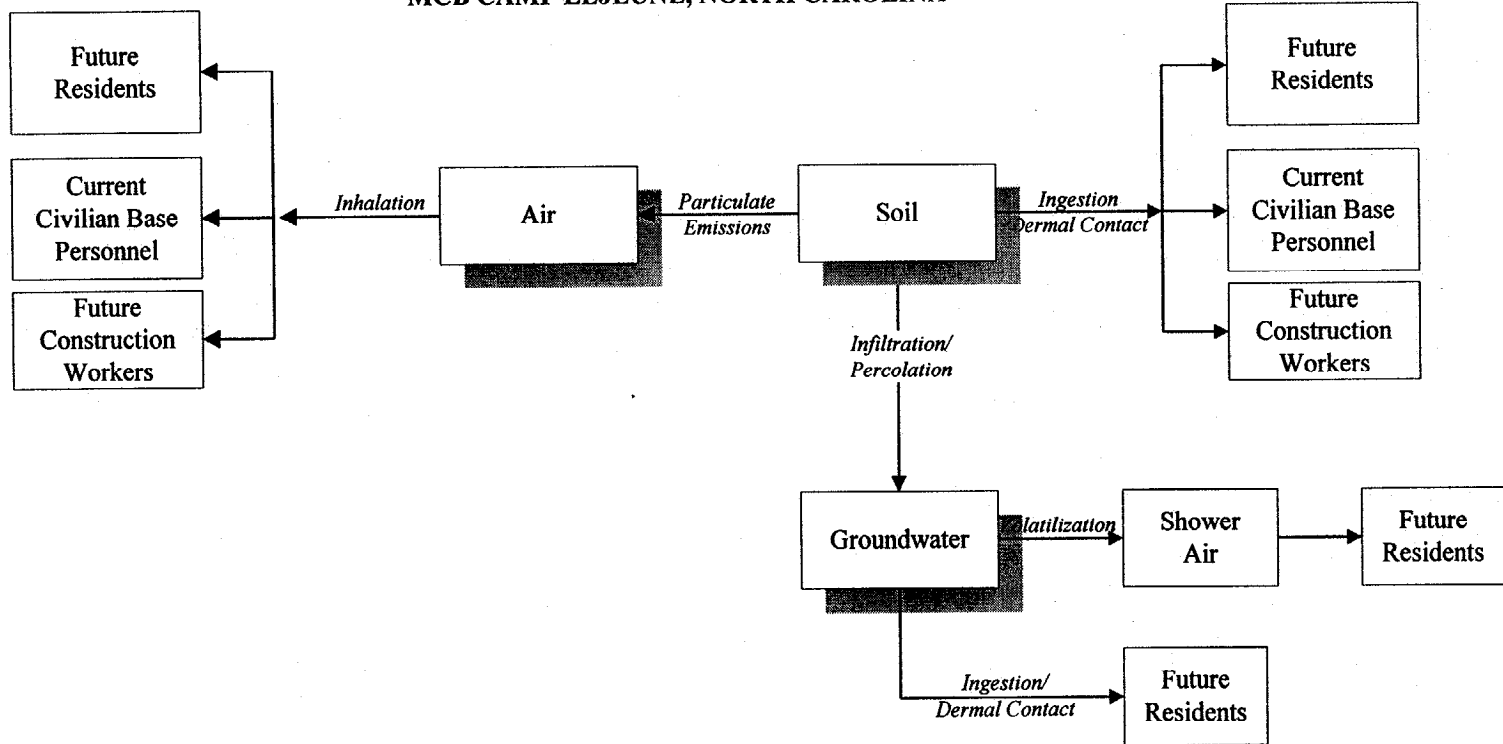 MCB CAMP LEJEUNE, NORTH CAROLINA
Future
Residents
Current
Civilian Base
Personnel
Future
Construction
Workers
Inhalation
Air
Particulate
Emissions
Soil
Ingestion
Dermal Contact
Future
Residents
Current
Civilian Base
Personnel
Future
Construction
Workers
Infiltration/
Percolation
Groundwater
Volatilization
Shower
Air
Future
Residents
Ingestion/
Dermal Contact
Future
Residents